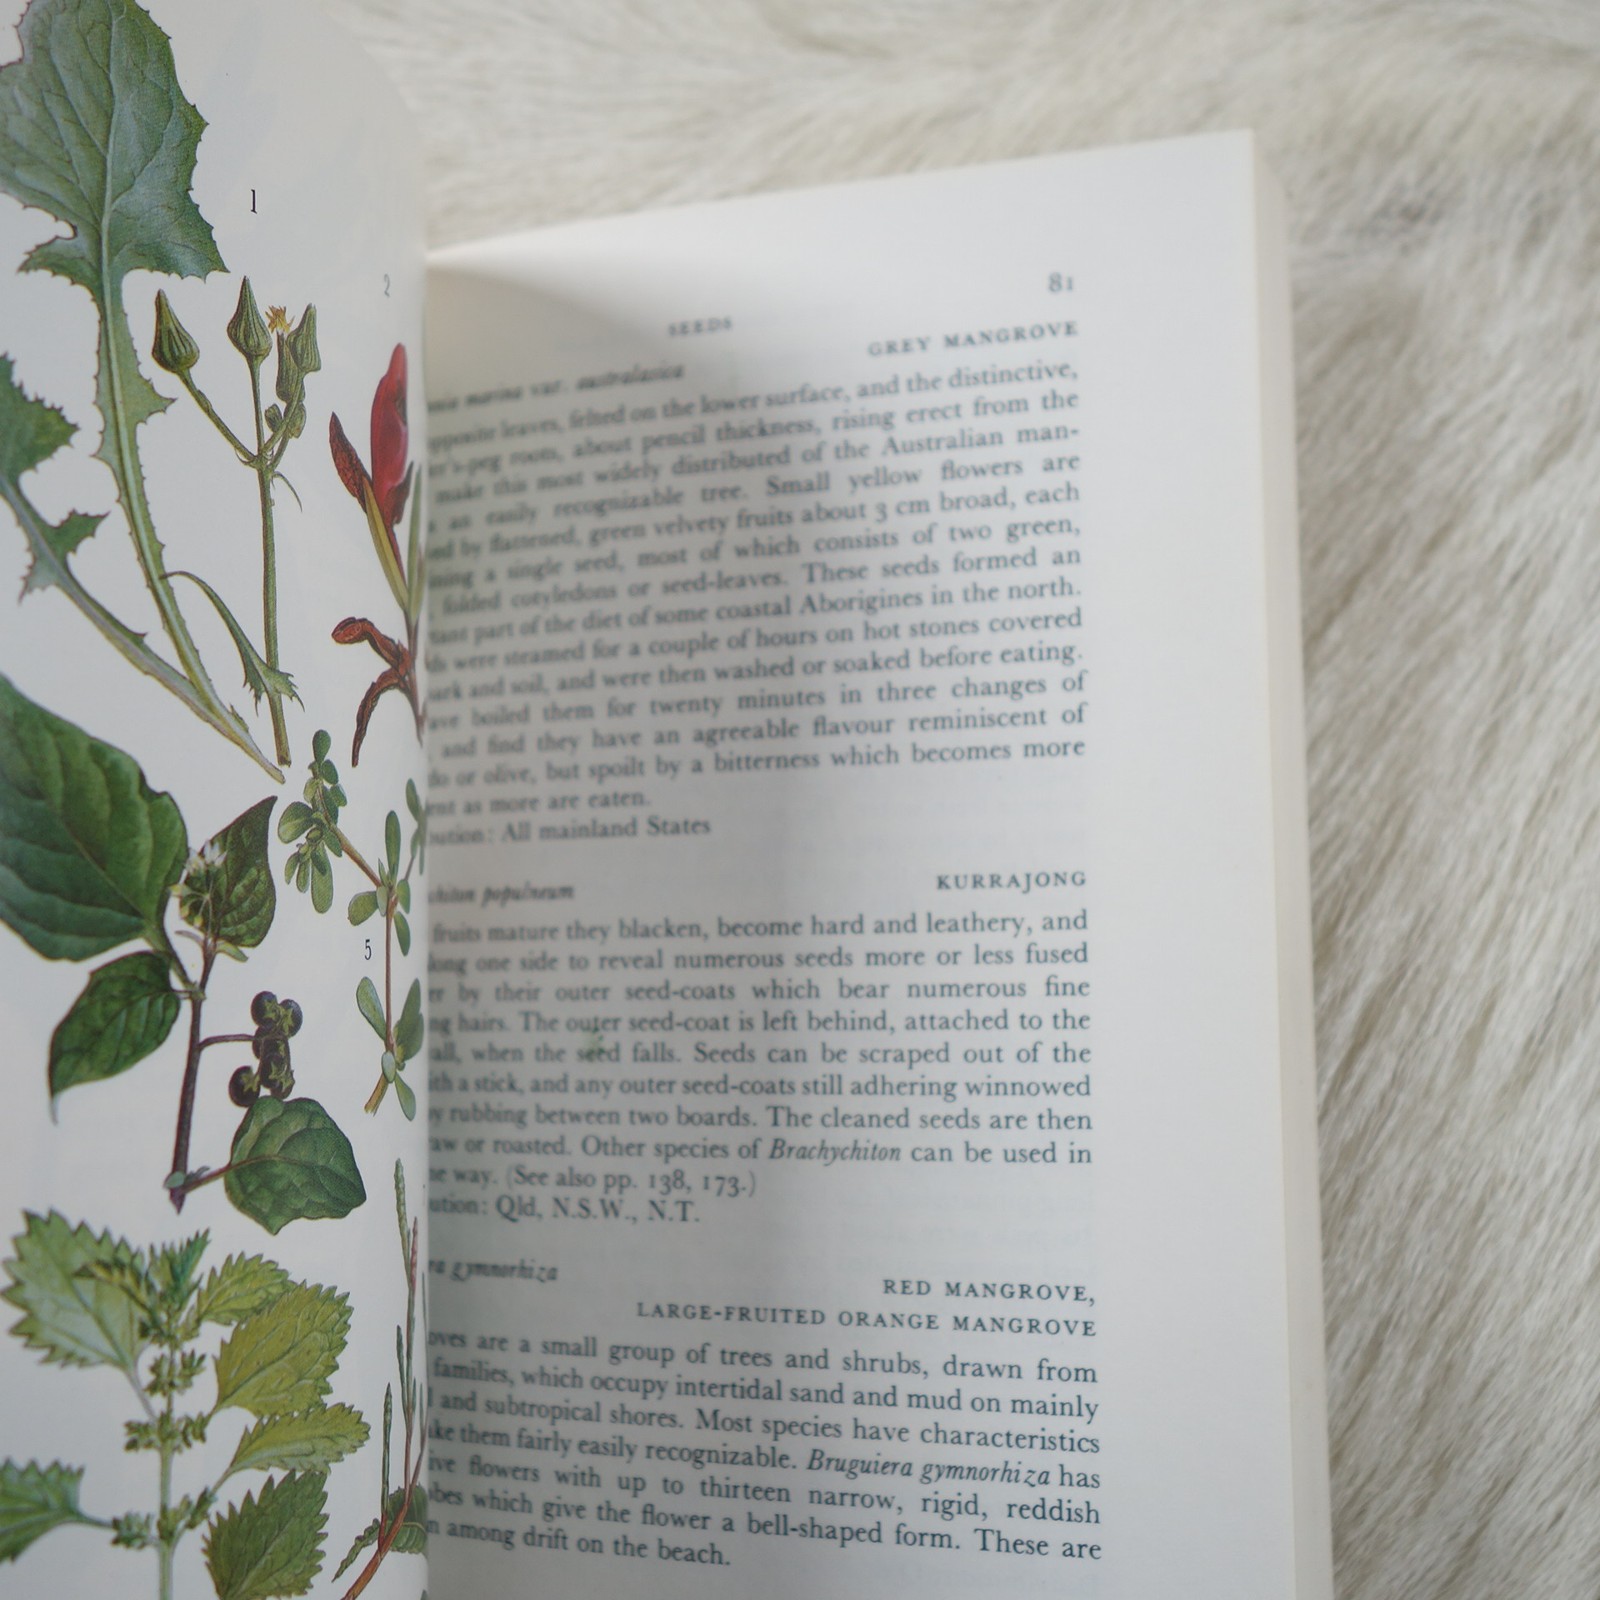 1
2
5
81
SEEDS
GREY MANGROVE
marina var. australasica
leaves, felted on the lower surface, and the distinctive,
roots, about pencil thickness, rising erect from the
make this most widely distributed of the Australian man-
an easily recognizable tree. Small yellow flowers are
by flattened, green velvety fruits about 3 cm broad, each
a single seed, most of which consists of two green,
folded cotyledons or seed-leaves. These seeds formed an
part of the diet of some coastal Aborigines in the north.
were steamed for a couple of hours on hot stones covered
and soil, and were then washed or soaked before eating.
boiled them for twenty minutes in three changes of
and find they have an agreeable flavour reminiscent of
or olive, but spoilt by a bitterness which becomes more
as more are eaten.
All mainland States
KURRAJONG
populneum
fruits mature they blacken, become hard and leathery, and
one side to reveal numerous seeds more or less fused
by their outer seed-coats which bear numerous fine
hairs. The outer seed-coat is left behind, attached to the
when the seed falls. Seeds can be scraped out of the
a stick, and any outer seed-coats still adhering winnowed
rubbing between two boards. The cleaned seeds are then
or roasted. Other species of Brachychiton can be used in
way. (See also pp. 138, 173.)
Qld, N.S.W., N.T.
gymnorhiza
RED MANGROVE,
LARGE-FRUITED ORANGE MANGROVE
are a small group of trees and shrubs, drawn from
families, which occupy intertidal sand and mud on mainly
and subtropical shores. Most species have characteristics
them fairly easily recognizable. Bruguiera gymnorhiza has
flowers with up to thirteen narrow, rigid, reddish
which give the flower a bell-shaped form. These are
among drift on the beach.